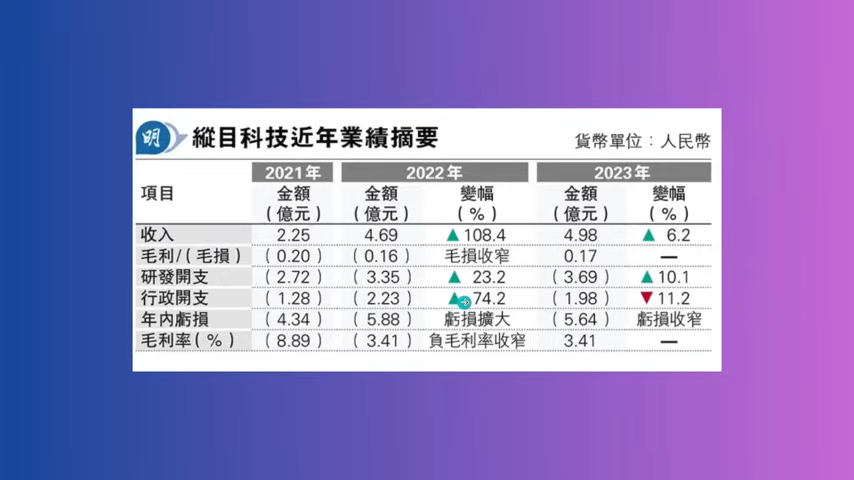 明 縱目科技近年業績摘要 貨幣單位：人民幣
2021年 2022年 2023年
項目 金額 金額 變幅 金額 變幅
(億元) (億元) (%) (億元) (%)
收入 2.25 4.69 ▲108.4 4.98 ▲6.2
毛利/(毛損) (0.20) (0.16) 毛損收窄 0.17 —
研發開支 (2.72) (3.35) ▲23.2 (3.69) ▲10.1
行政開支 (1.28) (2.23) ▲74.2 (1.98) ▼11.2
年內虧損 (4.34) (5.88) 虧損擴大 (5.64) 虧損收窄
毛利率(%) (8.89) (3.41) 負毛利率收窄 3.41 —